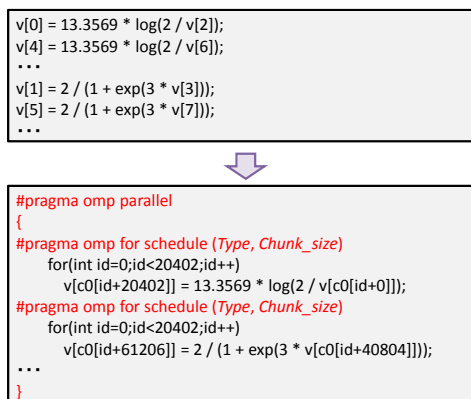 v[0] = 13.3569 * log(2 / v[2]);
v[4] = 13.3569 * log(2 / v[6]);
...
v[1] = 2 / (1 + exp(3 * v[3]));
v[5] = 2 / (1 + exp(3 * v[7]));
...
#pragma omp parallel
{
#pragma omp for schedule (Type, Chunk_size)
for(int id=0;id<20402;id++)
v[c0[id+20402]] = 13.3569 * log(2 / v[c0[id+0]]);
#pragma omp for schedule (Type, Chunk_size)
for(int id=0;id<20402;id++)
v[c0[id+61206]] = 2 / (1 + exp(3 * v[c0[id+40804]]));
...
}